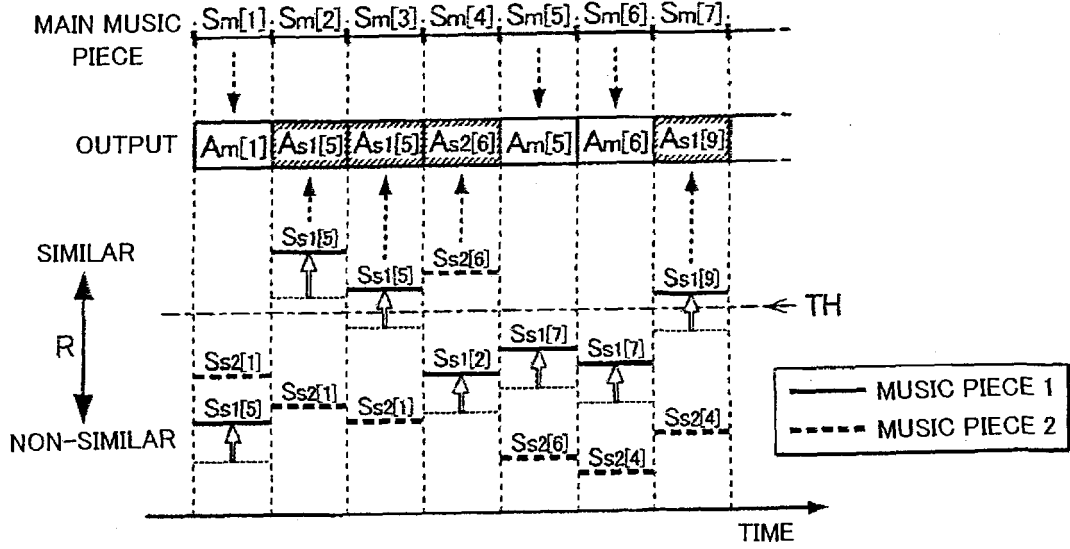 MAIN MUSIC PIECE
Sm[1] Sm[2] Sm[3] Sm[4] Sm[5] Sm[6] Sm[7]
OUTPUT
Am[1] As1[5] As1[5] As2[6] Am[5] Am[6] As1[9]
SIMILAR
R
NON-SIMILAR
Ss2[1]
Ss1[5]
Ss1[5]
Ss2[1]
Ss1[5]
Ss2[1]
Ss2[6]
Ss1[2]
Ss1[7]
Ss2[6]
Ss1[7]
Ss2[4]
Ss1[9]
Ss2[4]
TH
MUSIC PIECE 1
MUSIC PIECE 2
TIME